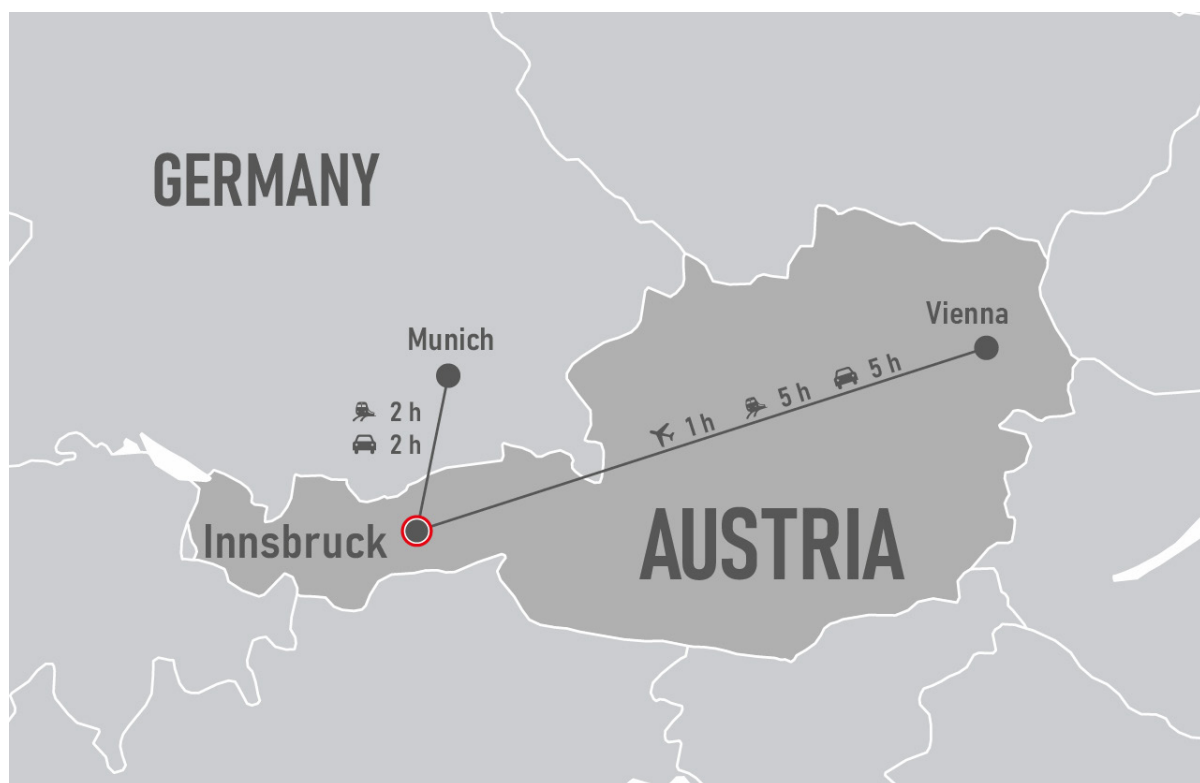 GERMANY
Munich
2 h
2 h
Vienna
1 h 5 h 5 h
Innsbruck
AUSTRIA